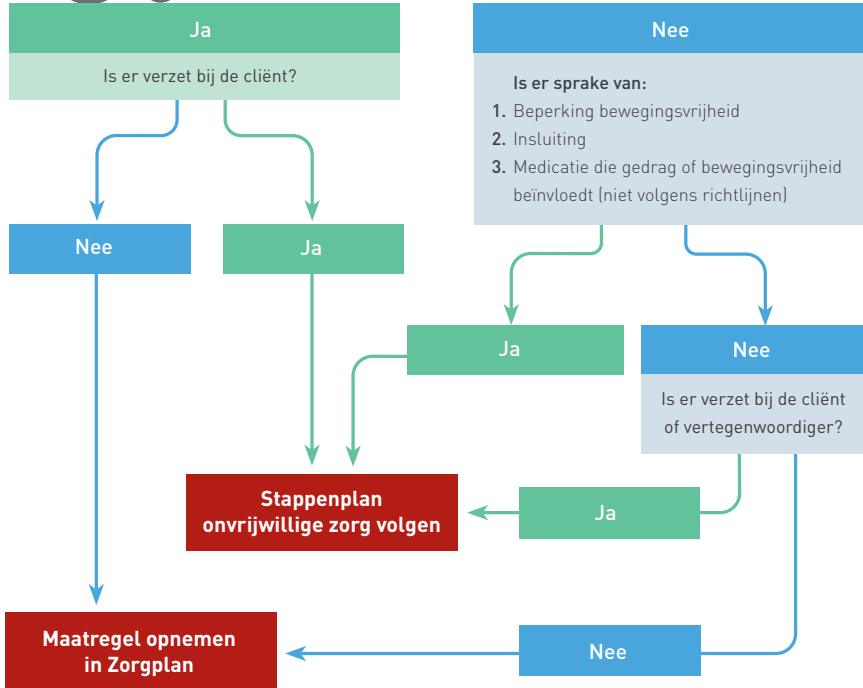 Ja
Is er verzet bij de cliënt?
Nee
Is er sprake van:
1. Beperking bewegingsvrijheid
2. Insluiting
3. Medicatie die gedrag of bewegingsvrijheid
beïnvloedt (niet volgens richtlijnen)
Nee
Ja
Ja
Nee
Is er verzet bij de cliënt
of vertegenwoordiger?
Stappenplan
onvrijwillige zorg volgen
Ja
Maatregel opnemen
in Zorgplan
Nee